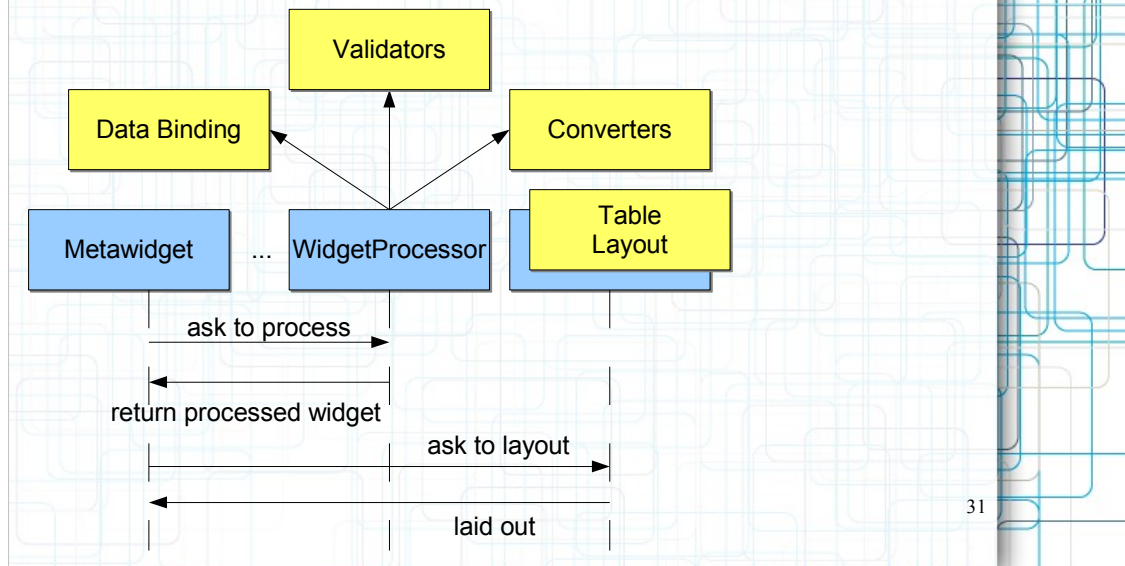 Validators
Data Binding
Converters
Metawidget
...
WidgetProcessor
Table
Layout
ask to process
return processed widget
ask to layout
laid out
31